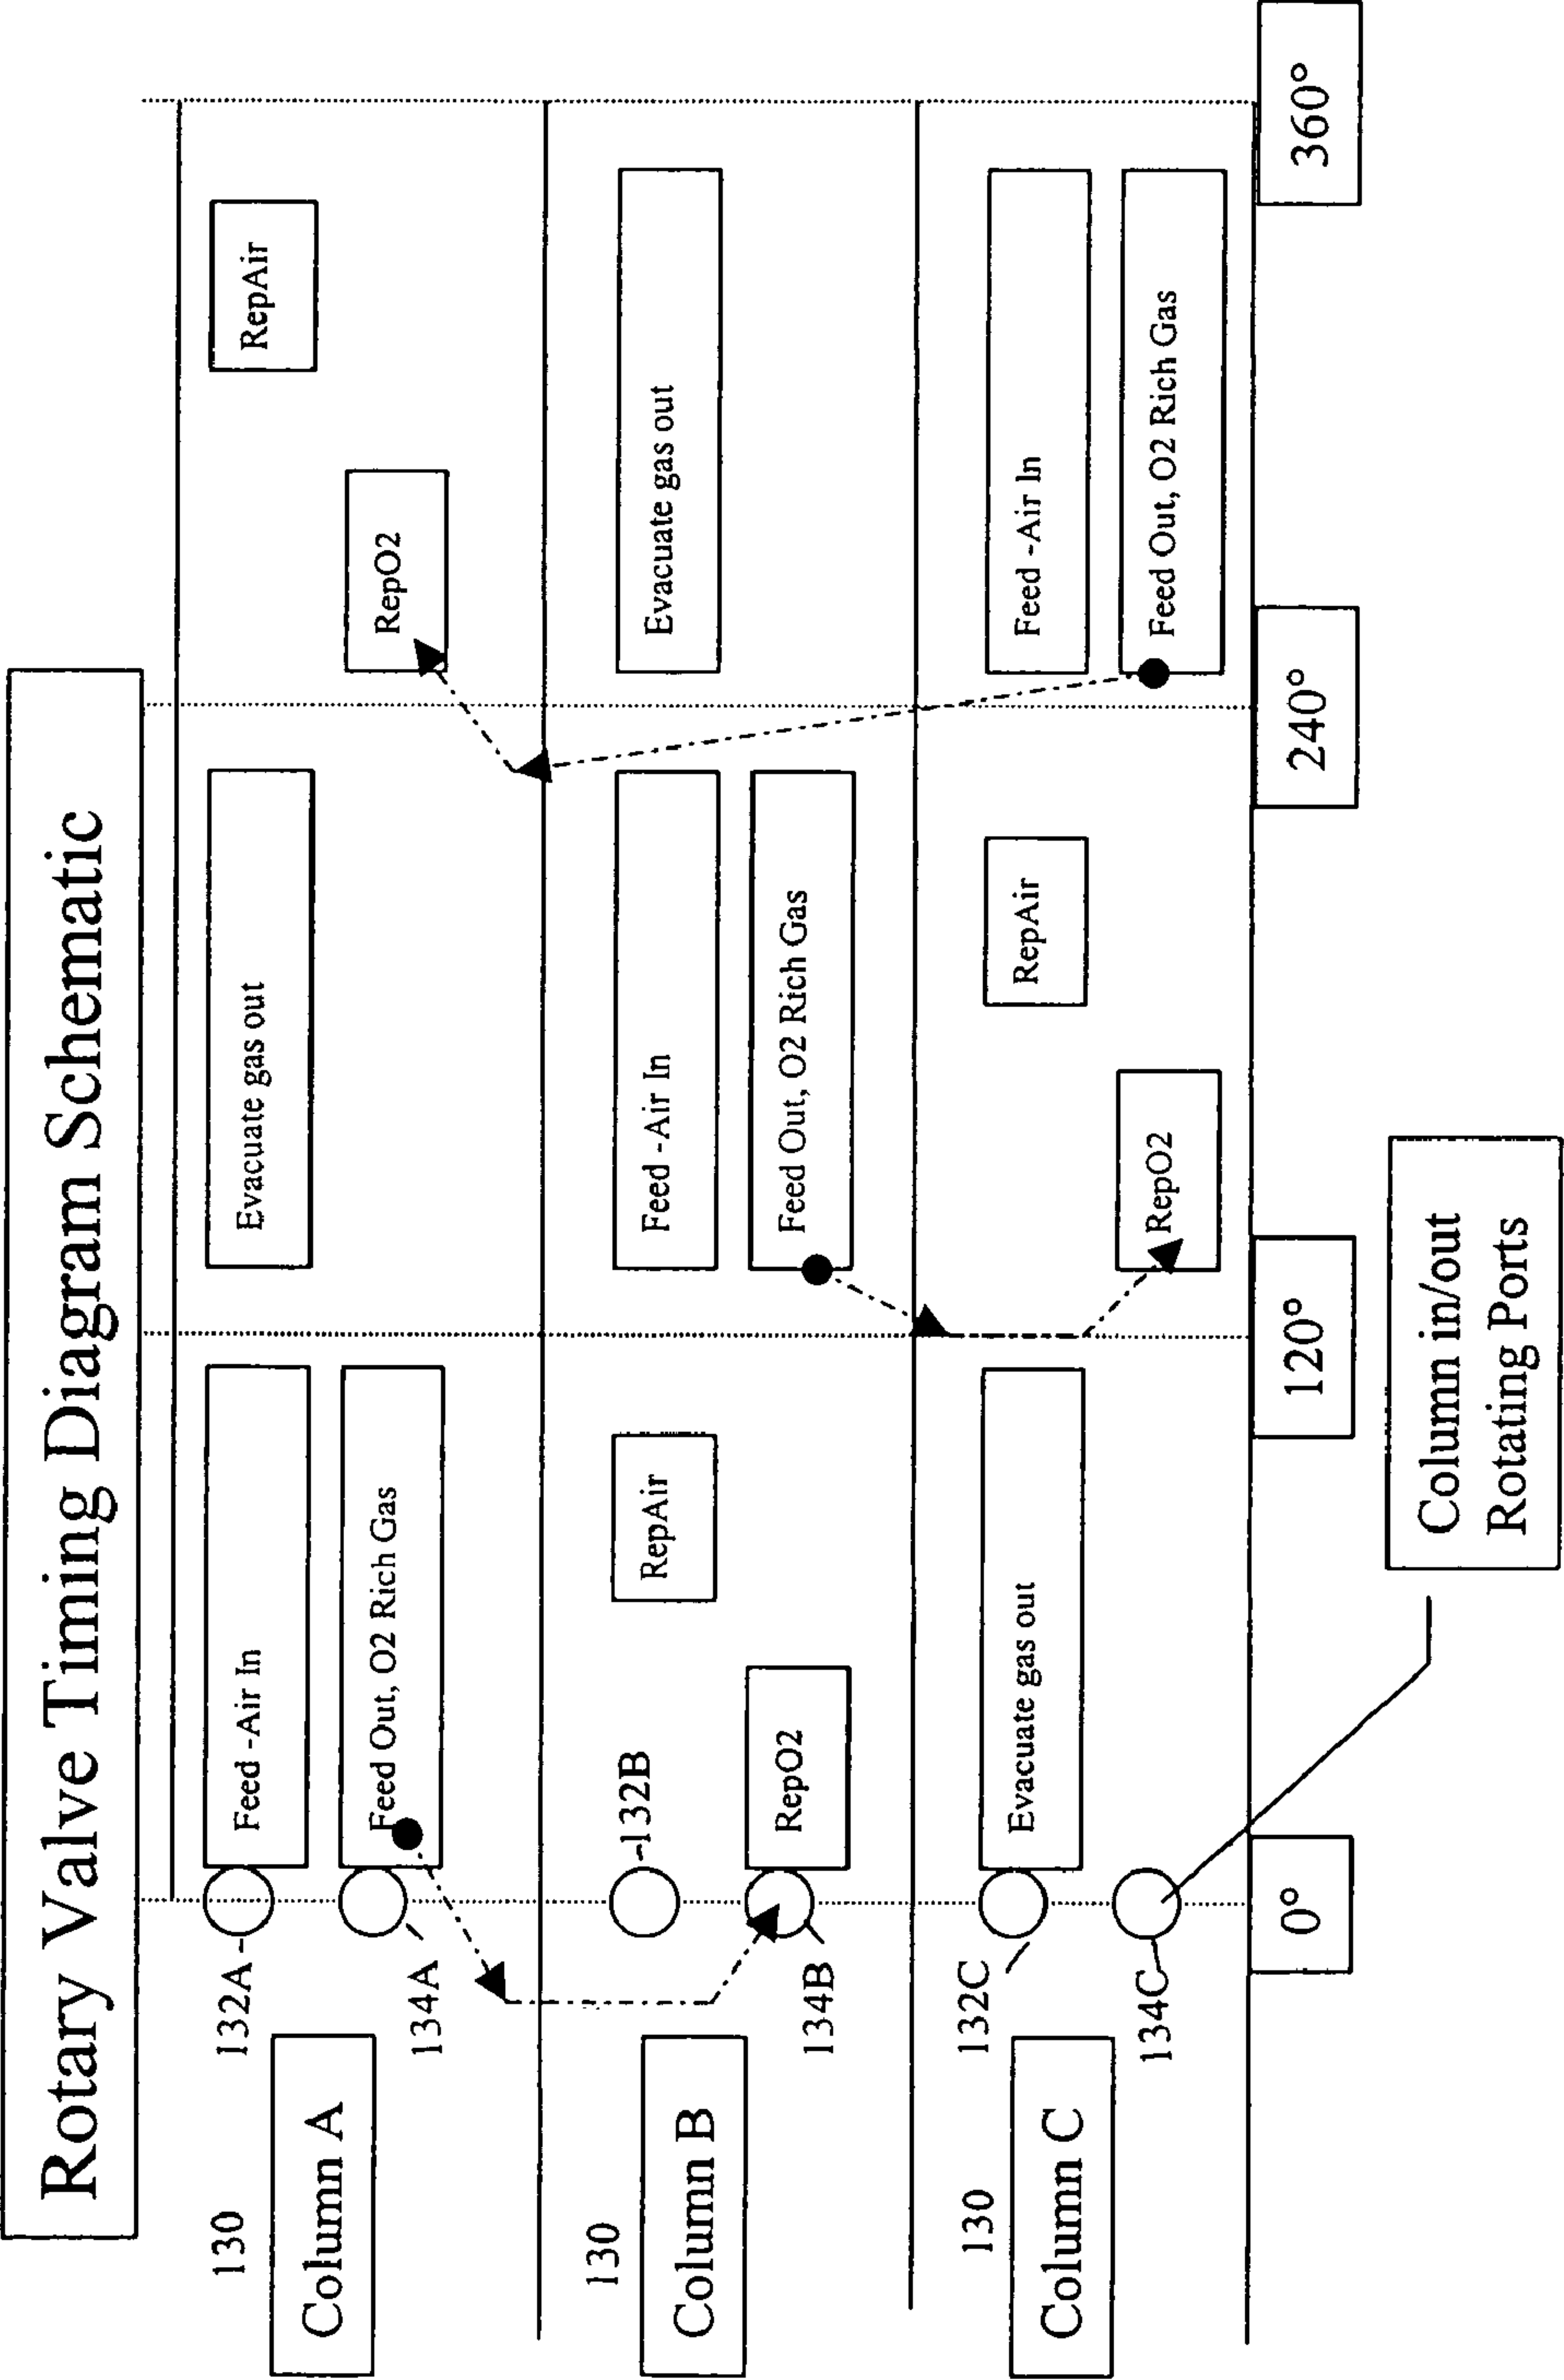 Rotary Valve Timing Diagram Schematic
130
Column A
132A
134A
Feed -Air In
Feed Out, O2 Rich Gas
Evacuate gas out
RepO2
RepAir
130
Column B
132B
134B
RepO2
RepAir
Feed -Air In
Feed Out, O2 Rich Gas
Evacuate gas out
130
Column C
132C
134C
Evacuate gas out
RepO2
RepAir
Feed -Air In
Feed Out, O2 Rich Gas
0°
120°
240°
360°
Column in/out
Rotating Ports